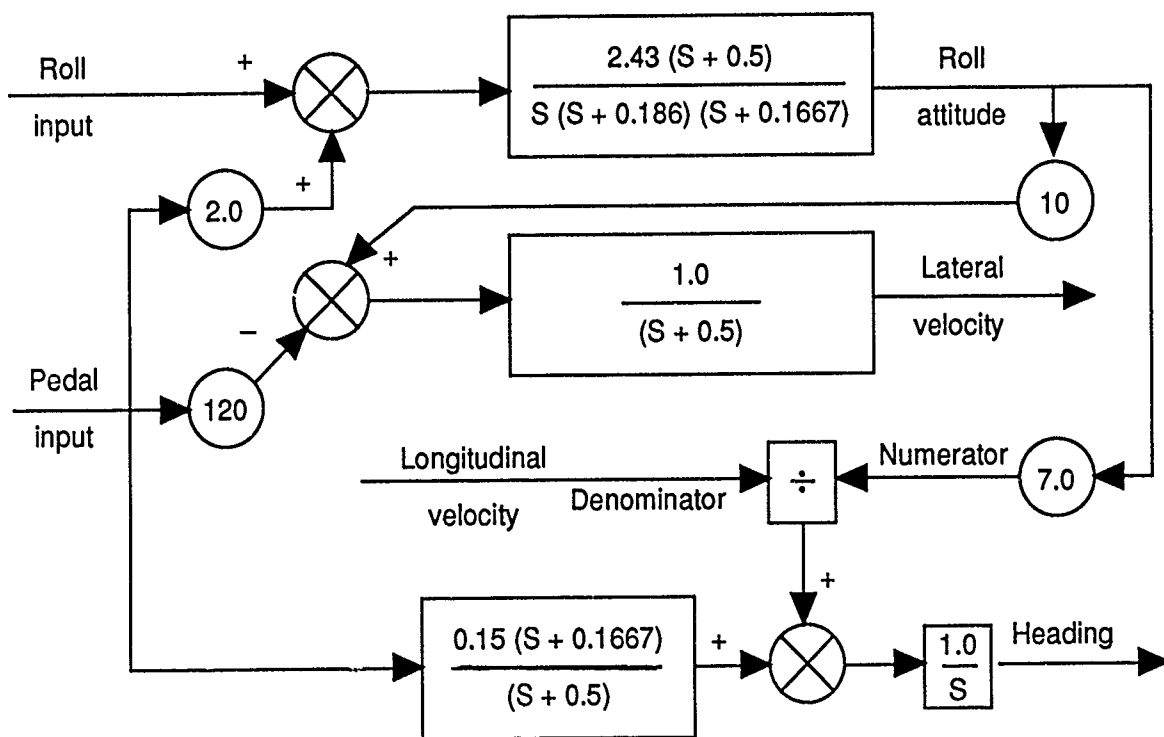 Roll
input
+
2.43 (S + 0.5)
S (S + 0.186) (S + 0.1667)
Roll
attitude
2.0
+
10
+
1.0
(S + 0.5)
Lateral
velocity
−
Pedal
input
120
Longitudinal
velocity
Denominator
÷
Numerator
7.0
+
0.15 (S + 0.1667)
(S + 0.5)
+
1.0
S
Heading